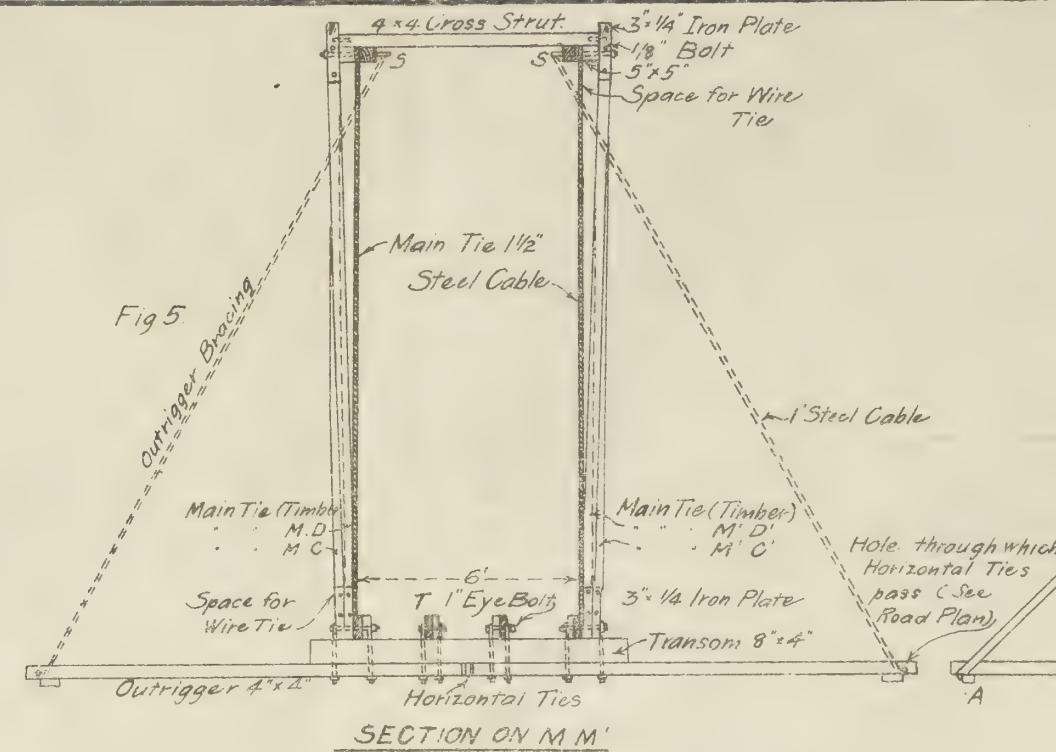 4 x 4 Cross Strut.
3" x 1/4" Iron Plate
1/8" Bolt
5" x 5"
Space for Wire
Tie
S
S
Main Tie 1 1/2"
Steel Cable
Fig 5.
Outrigger Bracing
1" Steel Cable
Main Tie (Timber
M.D
" " M C
Main Tie (Timber)
" " M' D'
" " M' C'
Hole through which
Horizontal Ties
pass (See
Road Plan)
6'
Space for
Wire Tie
T 1" Eye Bolt
3" x 1/4 Iron Plate
Transom 8" x 4"
Outrigger 4" x 4"
Horizontal Ties
A
SECTION ON M M'